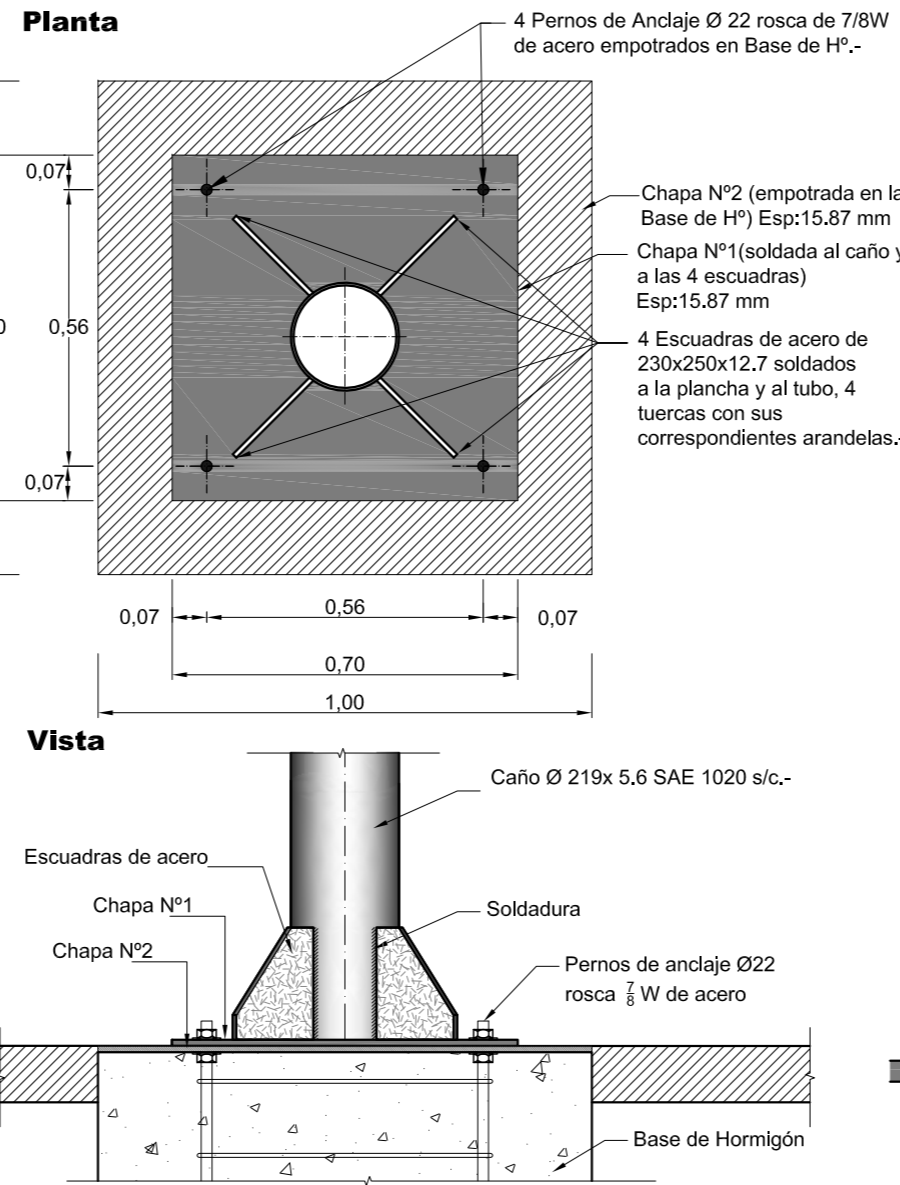 Planta
4 Pernos de Anclaje Ø 22 rosca de 7/8W
de acero empotrados en Base de Hº.-
0,07
Chapa Nº2 (empotrada en la
Base de Hº) Esp:15.87 mm
Chapa Nº1(soldada al caño y
a las 4 escuadras)
Esp:15.87 mm
0
0,56
4 Escuadras de acero de
230x250x12.7 soldados
a la plancha y al tubo, 4
tuercas con sus
correspondientes arandelas.-
0,07
0,07
0,56
0,07
0,70
1,00
Vista
Caño Ø 219x 5.6 SAE 1020 s/c.-
Escuadras de acero
Chapa Nº1
Soldadura
Chapa Nº2
Pernos de anclaje Ø22
rosca 7/8 W de acero
Base de Hormigón